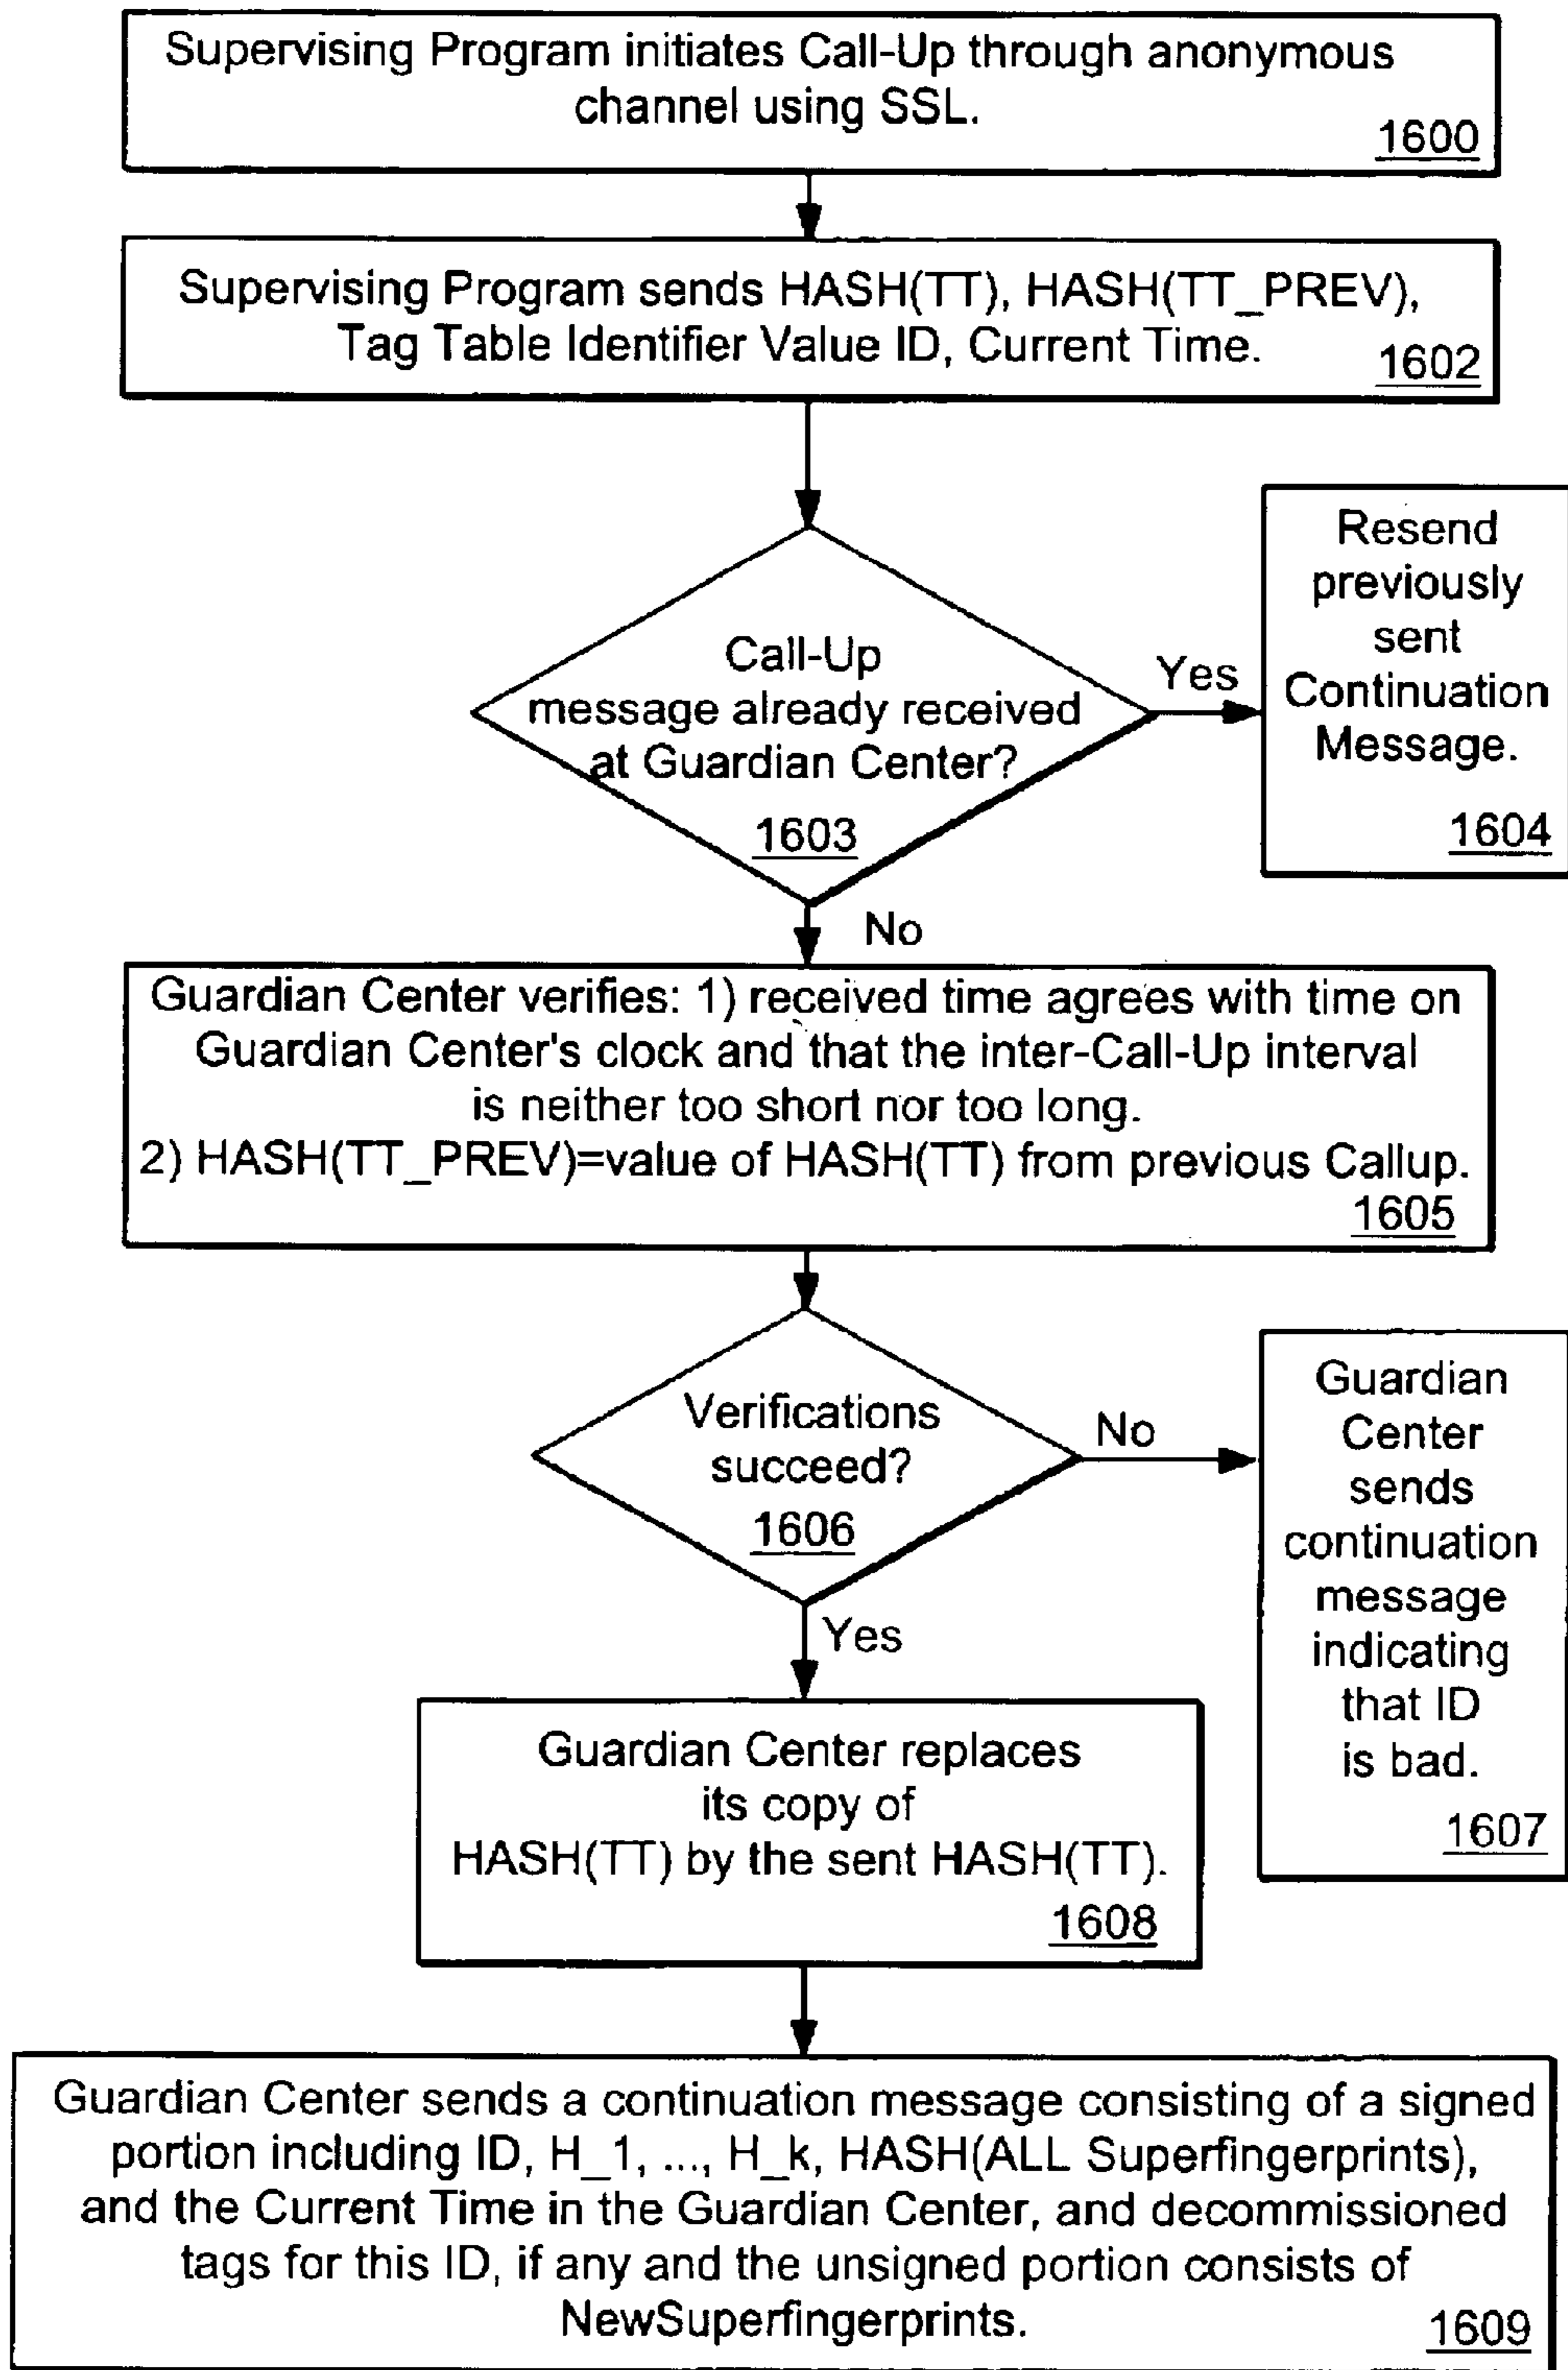 Supervising Program initiates Call-Up through anonymous
channel using SSL.
1600
Supervising Program sends HASH(TT), HASH(TT_PREV),
Tag Table Identifier Value ID, Current Time.
1602
Call-Up
message already received
at Guardian Center?
1603
Yes
Resend
previously
sent
Continuation
Message.
1604
No
Guardian Center verifies: 1) received time agrees with time on
Guardian Center's clock and that the inter-Call-Up interval
is neither too short nor too long.
2) HASH(TT_PREV)=value of HASH(TT) from previous Callup.
1605
Verifications
succeed?
1606
No
Guardian
Center
sends
continuation
message
indicating
that ID
is bad.
1607
Yes
Guardian Center replaces
its copy of
HASH(TT) by the sent HASH(TT).
1608
Guardian Center sends a continuation message consisting of a signed
portion including ID, H_1, ..., H_k, HASH(ALL Superfingerprints),
and the Current Time in the Guardian Center, and decommissioned
tags for this ID, if any and the unsigned portion consists of
NewSuperfingerprints.
1609